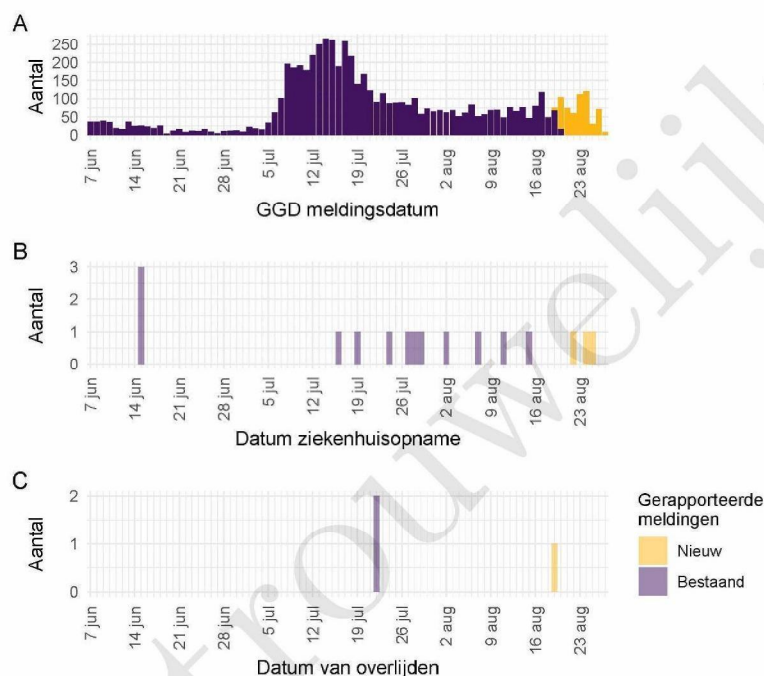 A
Aantal
250
200
150
100
50
0
7 jun
14 jun
21 jun
28 jun
5 jul
12 jul
19 jul
26 jul
2 aug
9 aug
16 aug
23 aug
GGD meldingsdatum
B
Aantal
3
2
1
0
7 jun
14 jun
21 jun
28 jun
5 jul
12 jul
19 jul
26 jul
2 aug
9 aug
16 aug
23 aug
Datum ziekenhuisopname
C
Aantal
2
1
0
7 jun
14 jun
21 jun
28 jun
5 jul
12 jul
19 jul
26 jul
2 aug
9 aug
16 aug
23 aug
Datum van overlijden
Gerapporteerde
meldingen
Nieuw
Bestaand
trouwelij